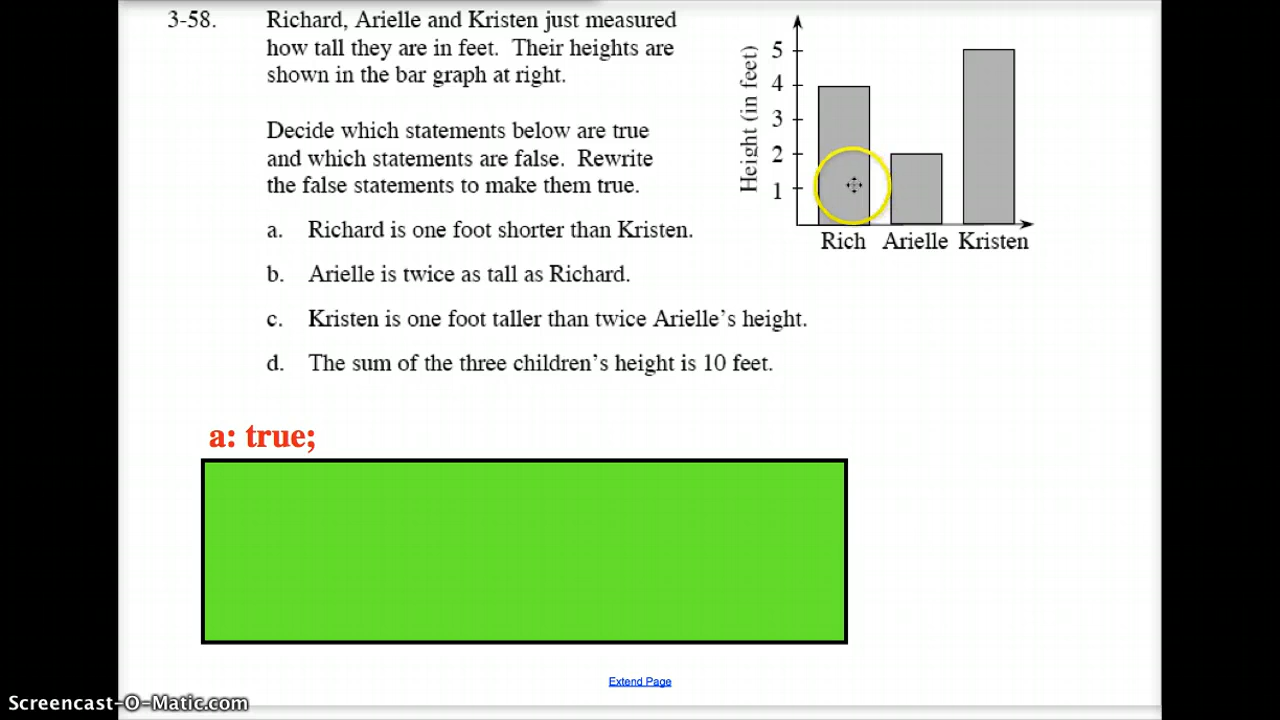 3-58. Richard, Arielle and Kristen just measured
how tall they are in feet. Their heights are
shown in the bar graph at right.
Decide which statements below are true
and which statements are false. Rewrite
the false statements to make them true.
a. Richard is one foot shorter than Kristen.
b. Arielle is twice as tall as Richard.
c. Kristen is one foot taller than twice Arielle’s height.
d. The sum of the three children’s height is 10 feet.
Height (in feet)
5
4
3
2
1
Rich Arielle Kristen
a: true;
Extend Page
Screencast-O-Matic.com